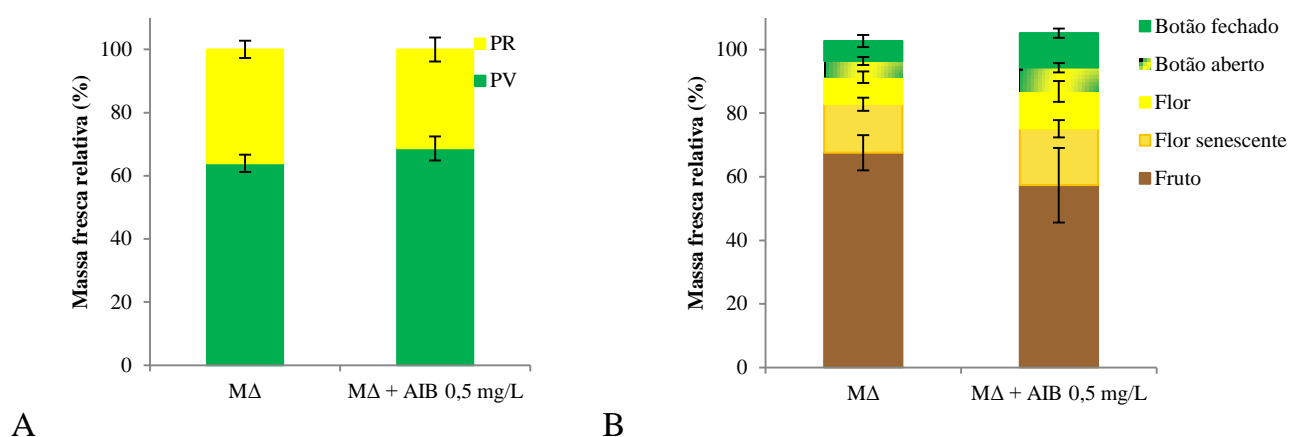 Massa fresca relativa (%)
100
80
60
40
20
0
PR
PV
MΔ
MΔ + AIB 0,5 mg/L
A
Massa fresca relativa (%)
100
80
60
40
20
0
Botão fechado
Botão aberto
Flor
Flor senescente
Fruto
MΔ
MΔ + AIB 0,5 mg/L
B